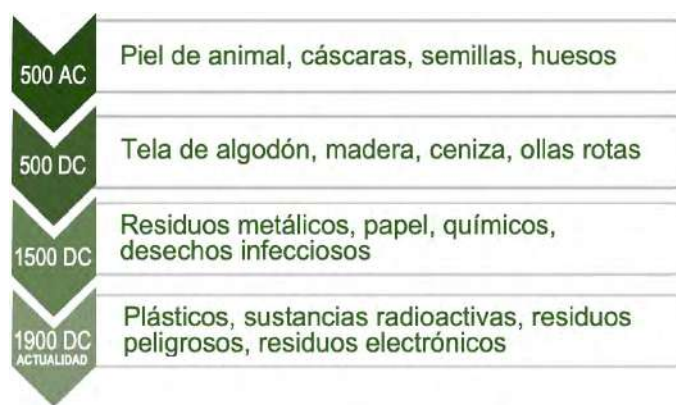 500 AC
Piel de animal, cáscaras, semillas, huesos
500 DC
Tela de algodón, madera, ceniza, ollas rotas
1500 DC
Residuos metálicos, papel, químicos,
desechos infecciosos
1900 DC
ACTUALIDAD
Plásticos, sustancias radioactivas, residuos
peligrosos, residuos electrónicos